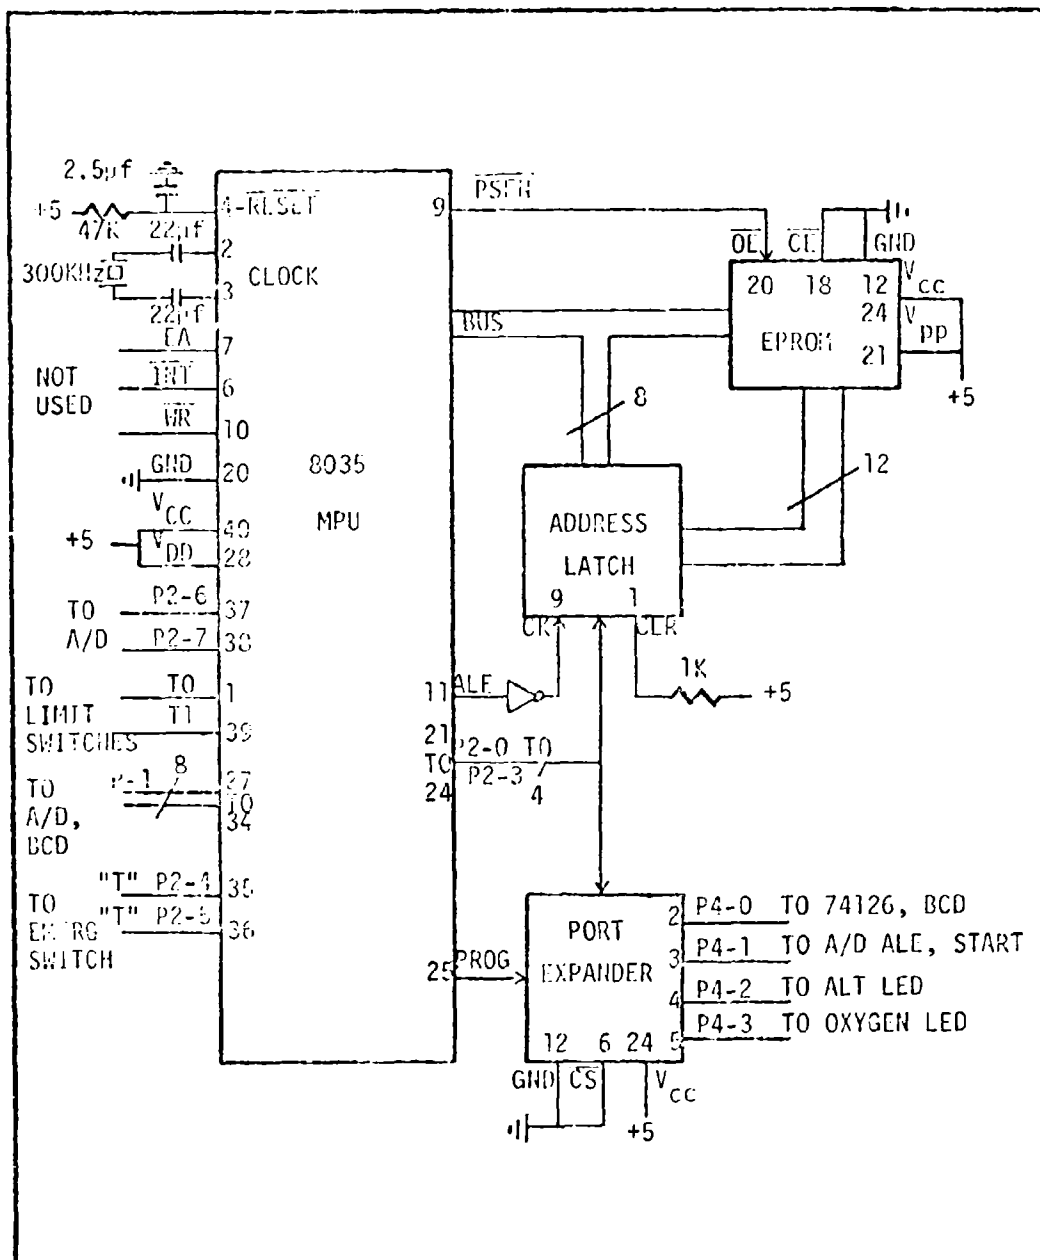 2.5µf
+5
47K
22µf
300KHz
22µf
4-RESET
2
CLOCK
3
EA
7
NOT USED
INT
6
WR
10
GND
20
8035
MPU
VCC
40
+5
VDD
28
TO A/D
P2-6
37
P2-7
38
TO LIMIT SWITCHES
TO
1
T1
39
TO A/D, BCD
8
27
TO
34
TO
SWITCH
"T" P2-4
35
"T" P2-5
36
9
PSEN
BUS
OE
CE
GND
20
18
12
VCC
24
EPROM
Vpp
21
+5
8
12
ADDRESS
LATCH
9
1
CK
CLR
1K
+5
11
ALE
21
TO
24
P2-0 TO
P2-3
4
25
PROG
PORT
EXPANDER
2
P4-0 TO 74126, BCD
3
P4-1 TO A/D ALE, START
4
P4-2 TO ALT LED
5
P4-3 TO OXYGEN LED
12
6
24
GND
CS
VCC
+5